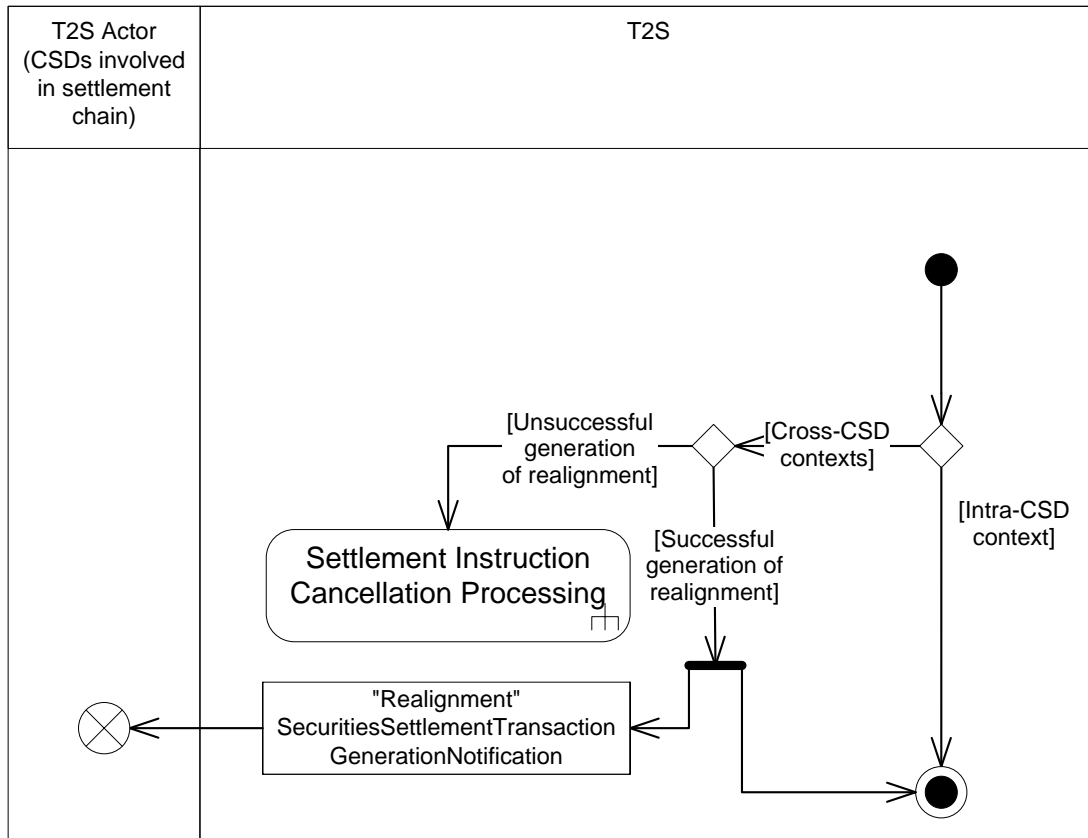 T2S Actor
(CSDs involved
in settlement
chain)
T2S
[Unsuccessful
generation
of realignment]
[Cross-CSD
contexts]
[Intra-CSD
context]
[Successful
generation of
realignment]
Settlement Instruction
Cancellation Processing
"Realignment"
SecuritiesSettlementTransaction
GenerationNotification